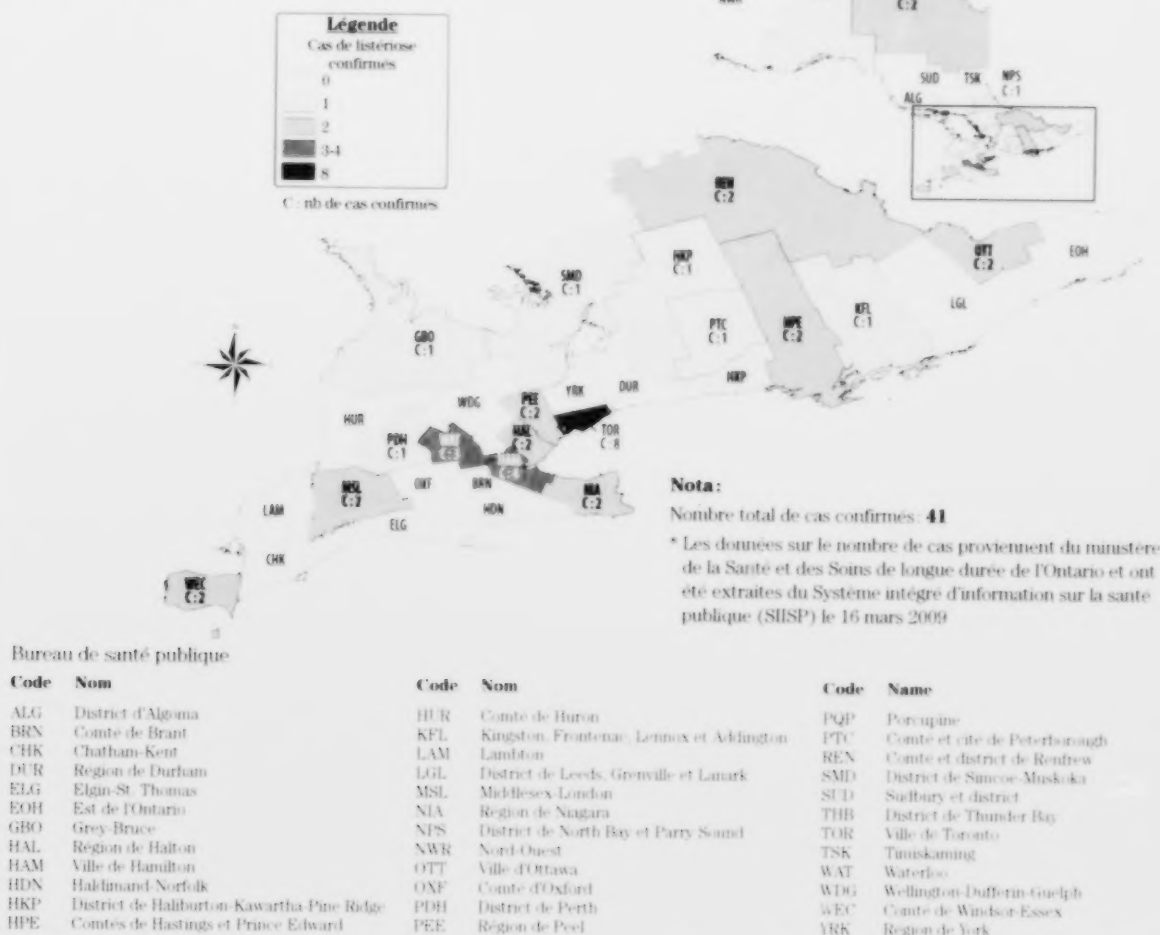 Légende
Cas de listériose
confirmés
0
1
2
3-4
8
C : nb de cas confirmés
C:2
SUD
TSK
NPS
C:1
ALG
REN
C:2
OTT
C:2
EOH
HKP
C:1
SMD
C:1
LGL
KFL
C:1
PTC
C:1
HPE
C:2
GBO
C:1
HKP
YRK
DUR
PEE
C:2
WDG
HUR
TOR
C:8
HAL
C:2
PDH
C:1
OXF
BRN
MSL
C:2
NIA
C:2
HDN
LAM
ELG
CHK
WEC
C:2
Nota :
Nombre total de cas confirmés : 41
* Les données sur le nombre de cas proviennent du ministère
de la Santé et des Soins de longue durée de l'Ontario et ont
été extraites du Système intégré d'information sur la santé
publique (SIISP) le 16 mars 2009
Bureau de santé publique
Code Nom
ALG District d'Algoma
BRN Comté de Brant
CHK Chatham-Kent
DUR Région de Durham
ELG Elgin-St. Thomas
EOH Est de l'Ontario
GBO Grey-Bruce
HAL Région de Halton
HAM Ville de Hamilton
HDN Haldimand-Norfolk
HKP District de Haliburton-Kawartha-Pine Ridge
HPE Comtés de Hastings et Prince Edward
Code Nom
HUR Comté de Huron
KFL Kingston, Frontenac, Lennox et Addington
LAM Lambton
LGL District de Leeds, Grenville et Lanark
MSL Middlesex-London
NIA Région de Niagara
NPS District de North Bay et Parry Sound
NWR Nord-Ouest
OTT Ville d'Ottawa
OXF Comté d'Oxford
PDH District de Perth
PEE Région de Peel
Code Name
PQP Porcupine
PTC Comté et cité de Peterborough
REN Comté et district de Renfrew
SMD District de Simcoe-Muskoka
SUD Sudbury et district
THB District de Thunder Bay
TOR Ville de Toronto
TSK Timiskaming
WAT Waterloo
WDG Wellington-Dufferin-Guelph
WEC Comté de Windsor-Essex
YRK Région de York